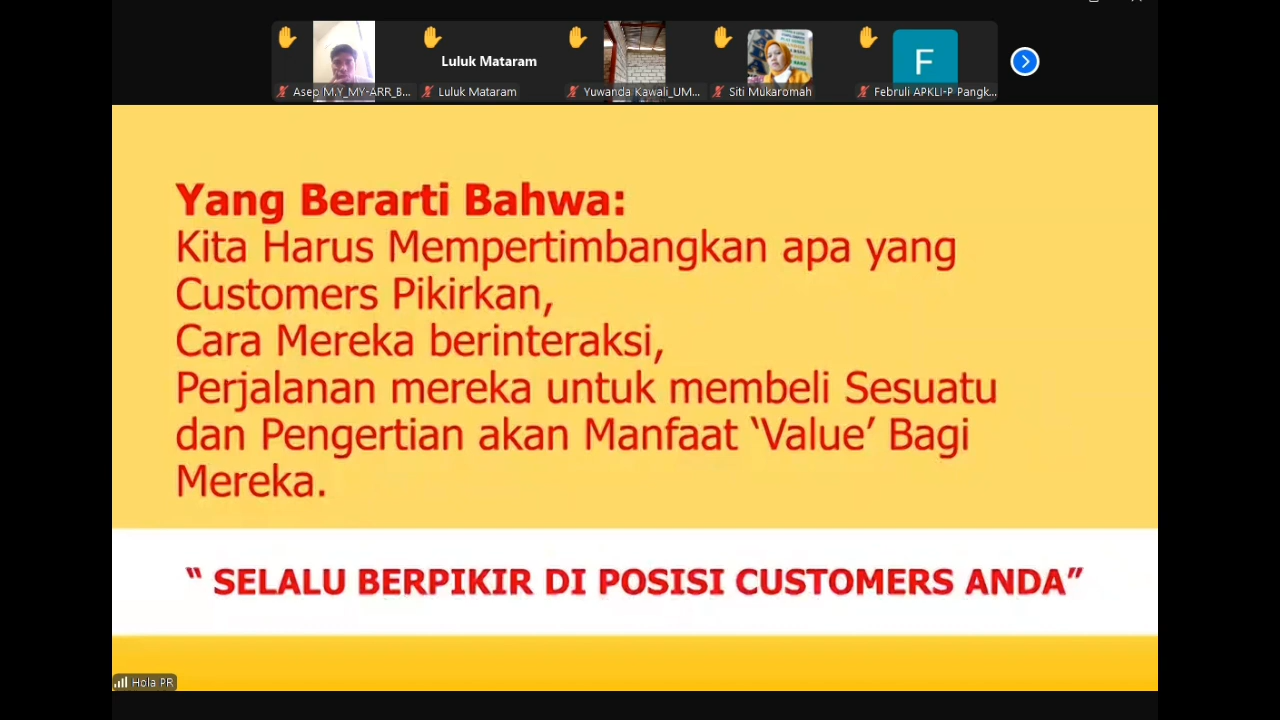 Luluk Mataram
Asep M.Y_MY-ARR_B...
Luluk Mataram
Yuwanda Kawali_UM...
Siti Mukaromah
F
Februli APKLI-P Pangk...
Yang Berarti Bahwa:
Kita Harus Mempertimbangkan apa yang
Customers Pikirkan,
Cara Mereka berinteraksi,
Perjalanan mereka untuk membeli Sesuatu
dan Pengertian akan Manfaat ‘Value’ Bagi
Mereka.
“ SELALU BERPIKIR DI POSISI CUSTOMERS ANDA”
Hola PR